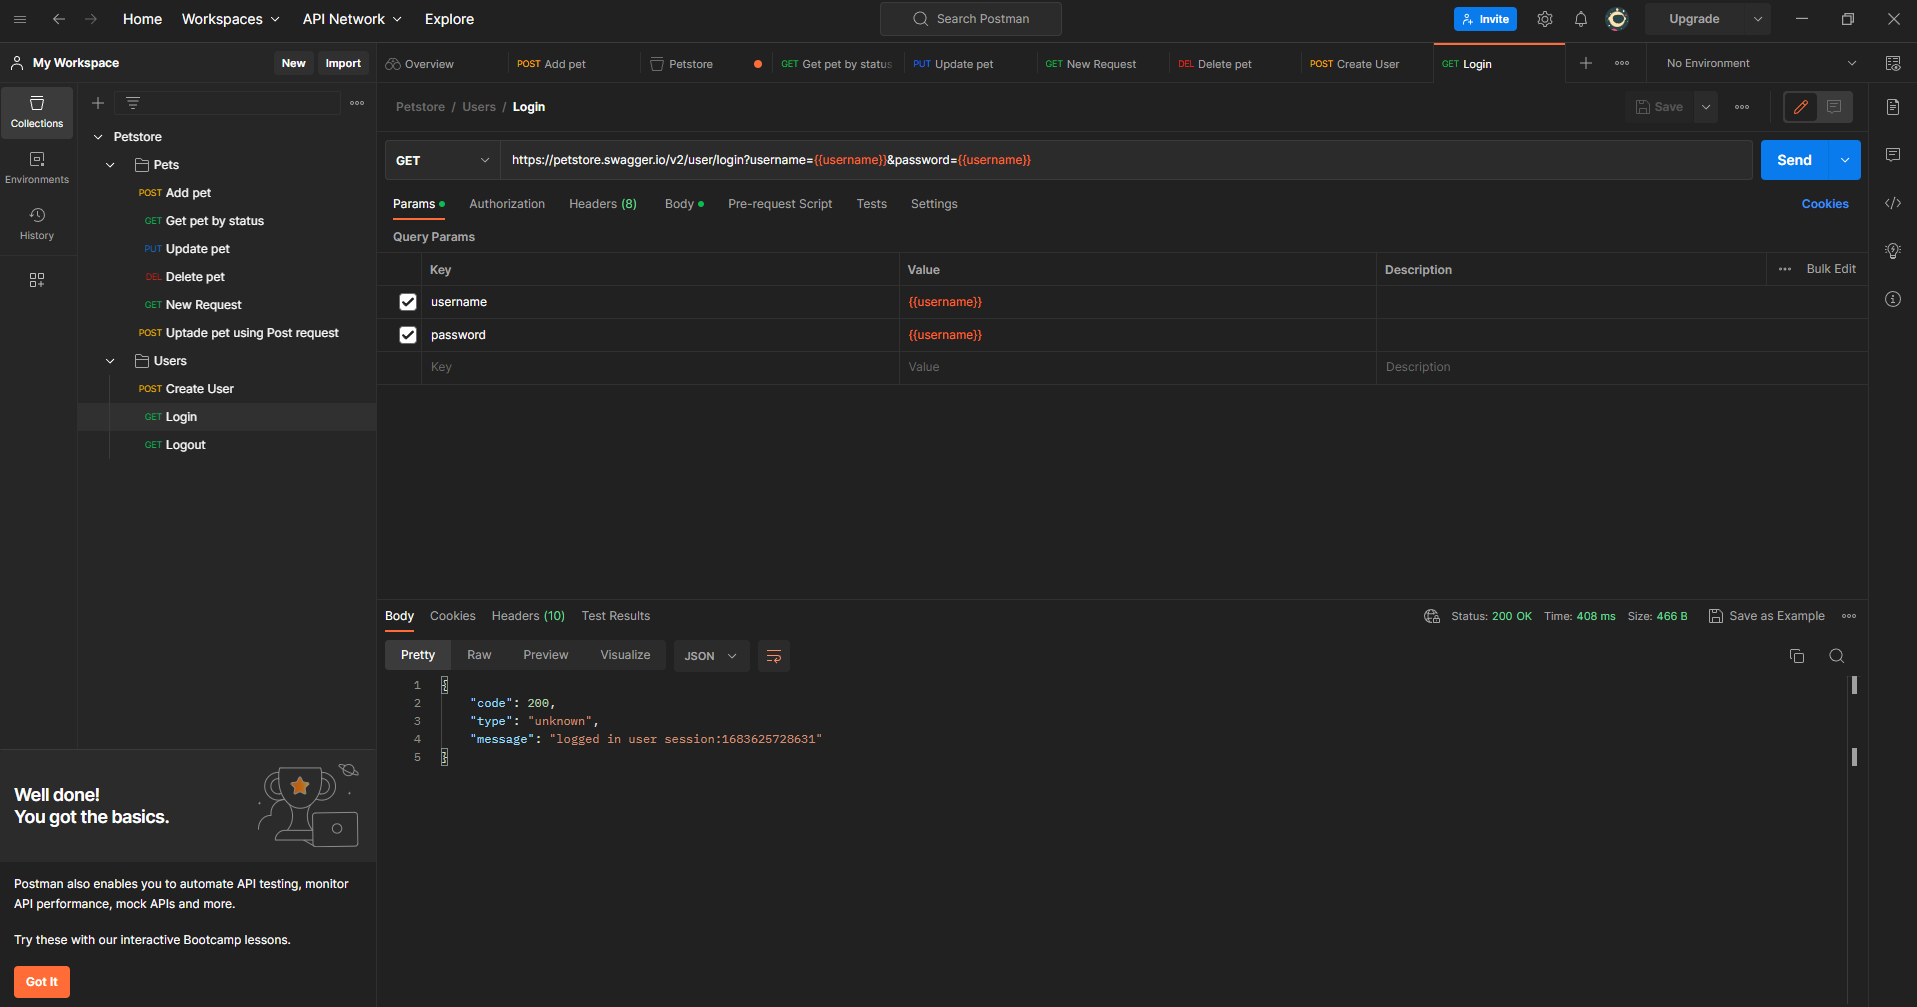 Home Workspaces API Network Explore Search Postman Invite Upgrade
My Workspace New Import
Overview POST Add pet Petstore GET Get pet by status PUT Update pet GET New Request DEL Delete pet POST Create User GET Login No Environment
Collections
Environments
History
Petstore
Pets
POST Add pet
GET Get pet by status
PUT Update pet
DEL Delete pet
GET New Request
POST Uptade pet using Post request
Users
POST Create User
GET Login
GET Logout
Petstore / Users / Login Save
GET https://petstore.swagger.io/v2/user/login?username={{username}}&password={{username}} Send
Params Authorization Headers (8) Body Pre-request Script Tests Settings Cookies
Query Params
Key Value Description Bulk Edit
username {{username}}
password {{username}}
Key Value Description
Body Cookies Headers (10) Test Results Status: 200 OK Time: 408 ms Size: 466 B Save as Example
Pretty Raw Preview Visualize JSON
1 {
2 "code": 200,
3 "type": "unknown",
4 "message": "logged in user session:1683625728631"
5 }
Well done!
You got the basics.
Postman also enables you to automate API testing, monitor
API performance, mock APIs and more.
Try these with our interactive Bootcamp lessons.
Got It